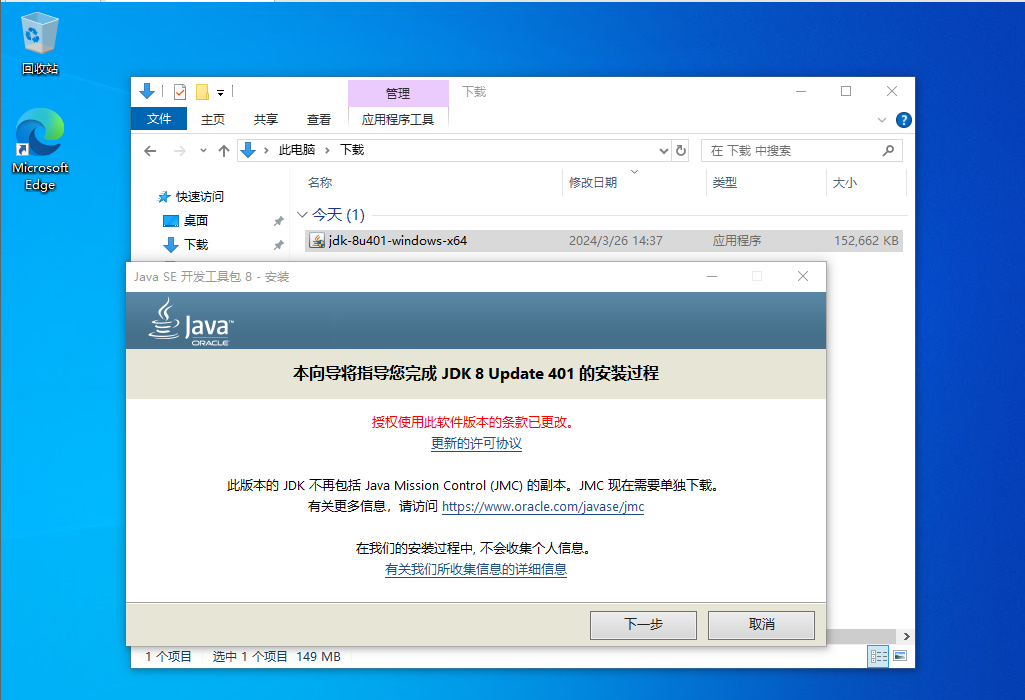 回收站
Microsoft
Edge
管理
下载
文件
主页
共享
查看
应用程序工具
此电脑
下载
在 下载 中搜索
名称
修改日期
类型
大小
快速访问
桌面
下载
今天 (1)
jdk-8u401-windows-x64 2024/3/26 14:37 应用程序 152,662 KB
Java SE 开发工具包 8 - 安装
Java™
ORACLE
本向导将指导您完成 JDK 8 Update 401 的安装过程
授权使用此软件版本的条款已更改。
更新的许可协议
此版本的 JDK 不再包括 Java Mission Control (JMC) 的副本。JMC 现在需要单独下载。
有关更多信息，请访问 https://www.oracle.com/javase/jmc
在我们的安装过程中, 不会收集个人信息。
有关我们所收集信息的详细信息
下一步
取消
1 个项目
选中 1 个项目 149 MB